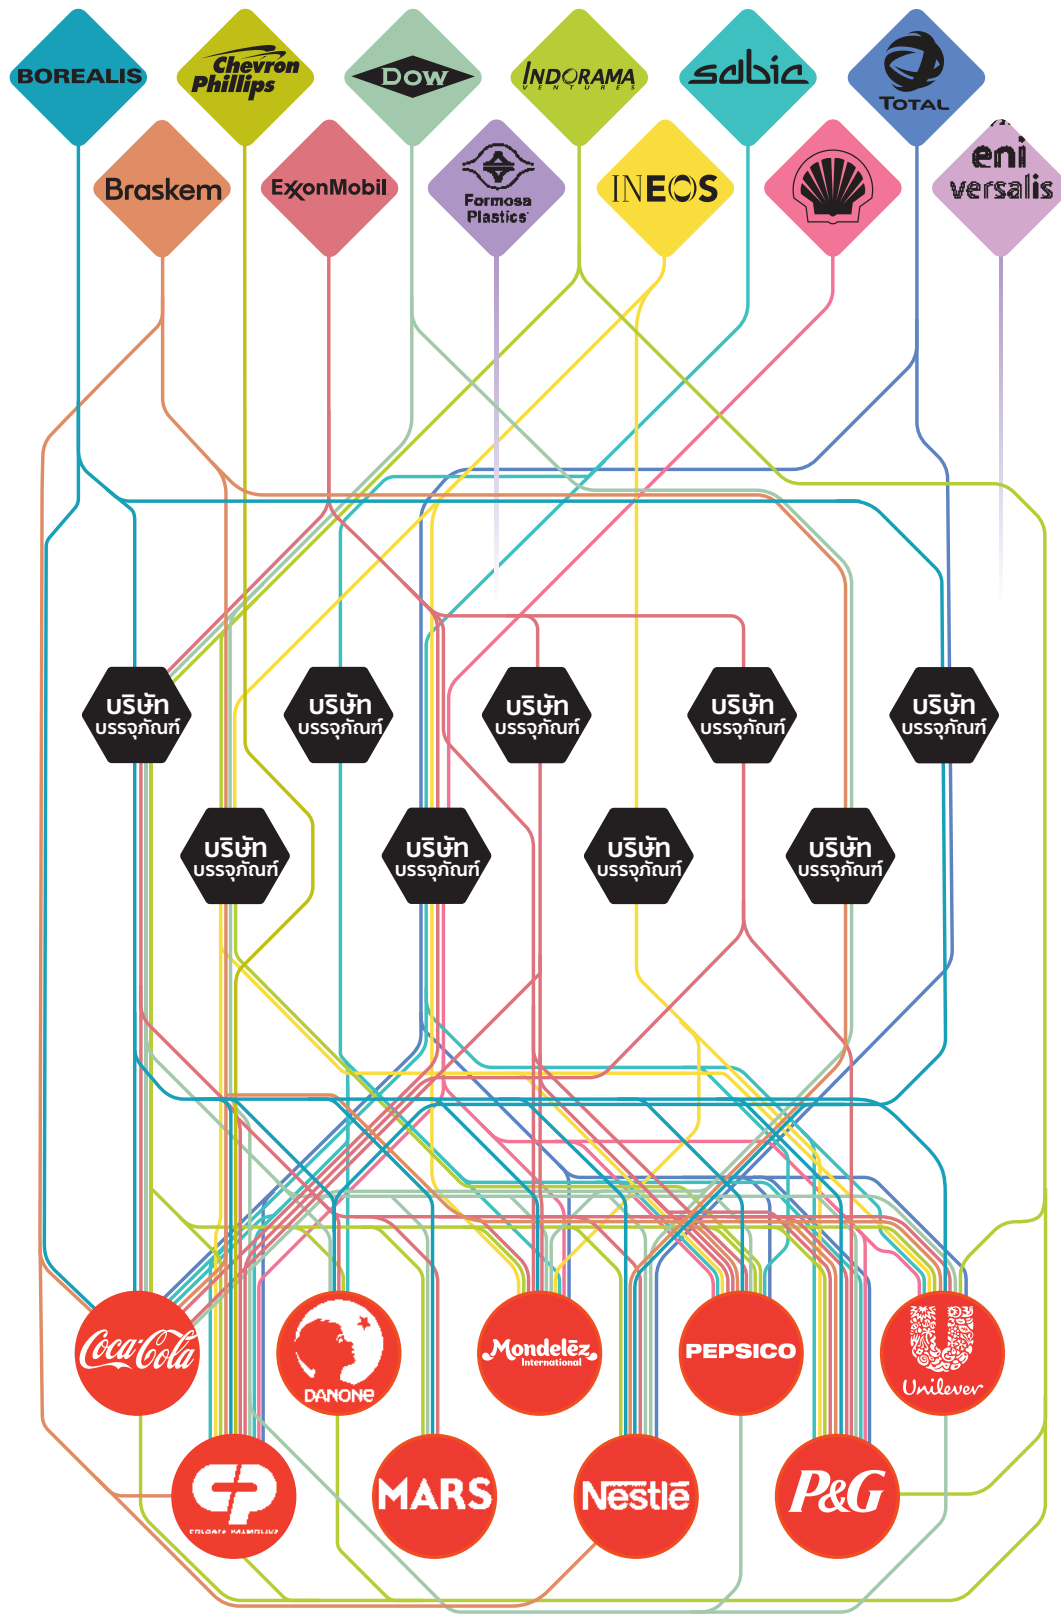 BOREALIS
Chevron
Phillips
Dow
INDORAMA
VENTURES
sabic
TOTAL
Braskem
ExxonMobil
Formosa
Plastics
INEOS
eni
versalis
บริษัท
บรรจุภัณฑ์
บริษัท
บรรจุภัณฑ์
บริษัท
บรรจุภัณฑ์
บริษัท
บรรจุภัณฑ์
บริษัท
บรรจุภัณฑ์
บริษัท
บรรจุภัณฑ์
บริษัท
บรรจุภัณฑ์
บริษัท
บรรจุภัณฑ์
บริษัท
บรรจุภัณฑ์
Coca-Cola
DANONE
Mondelēz
International
PEPSICO
U
Unilever
CP
MARS
Nestlé
P&G